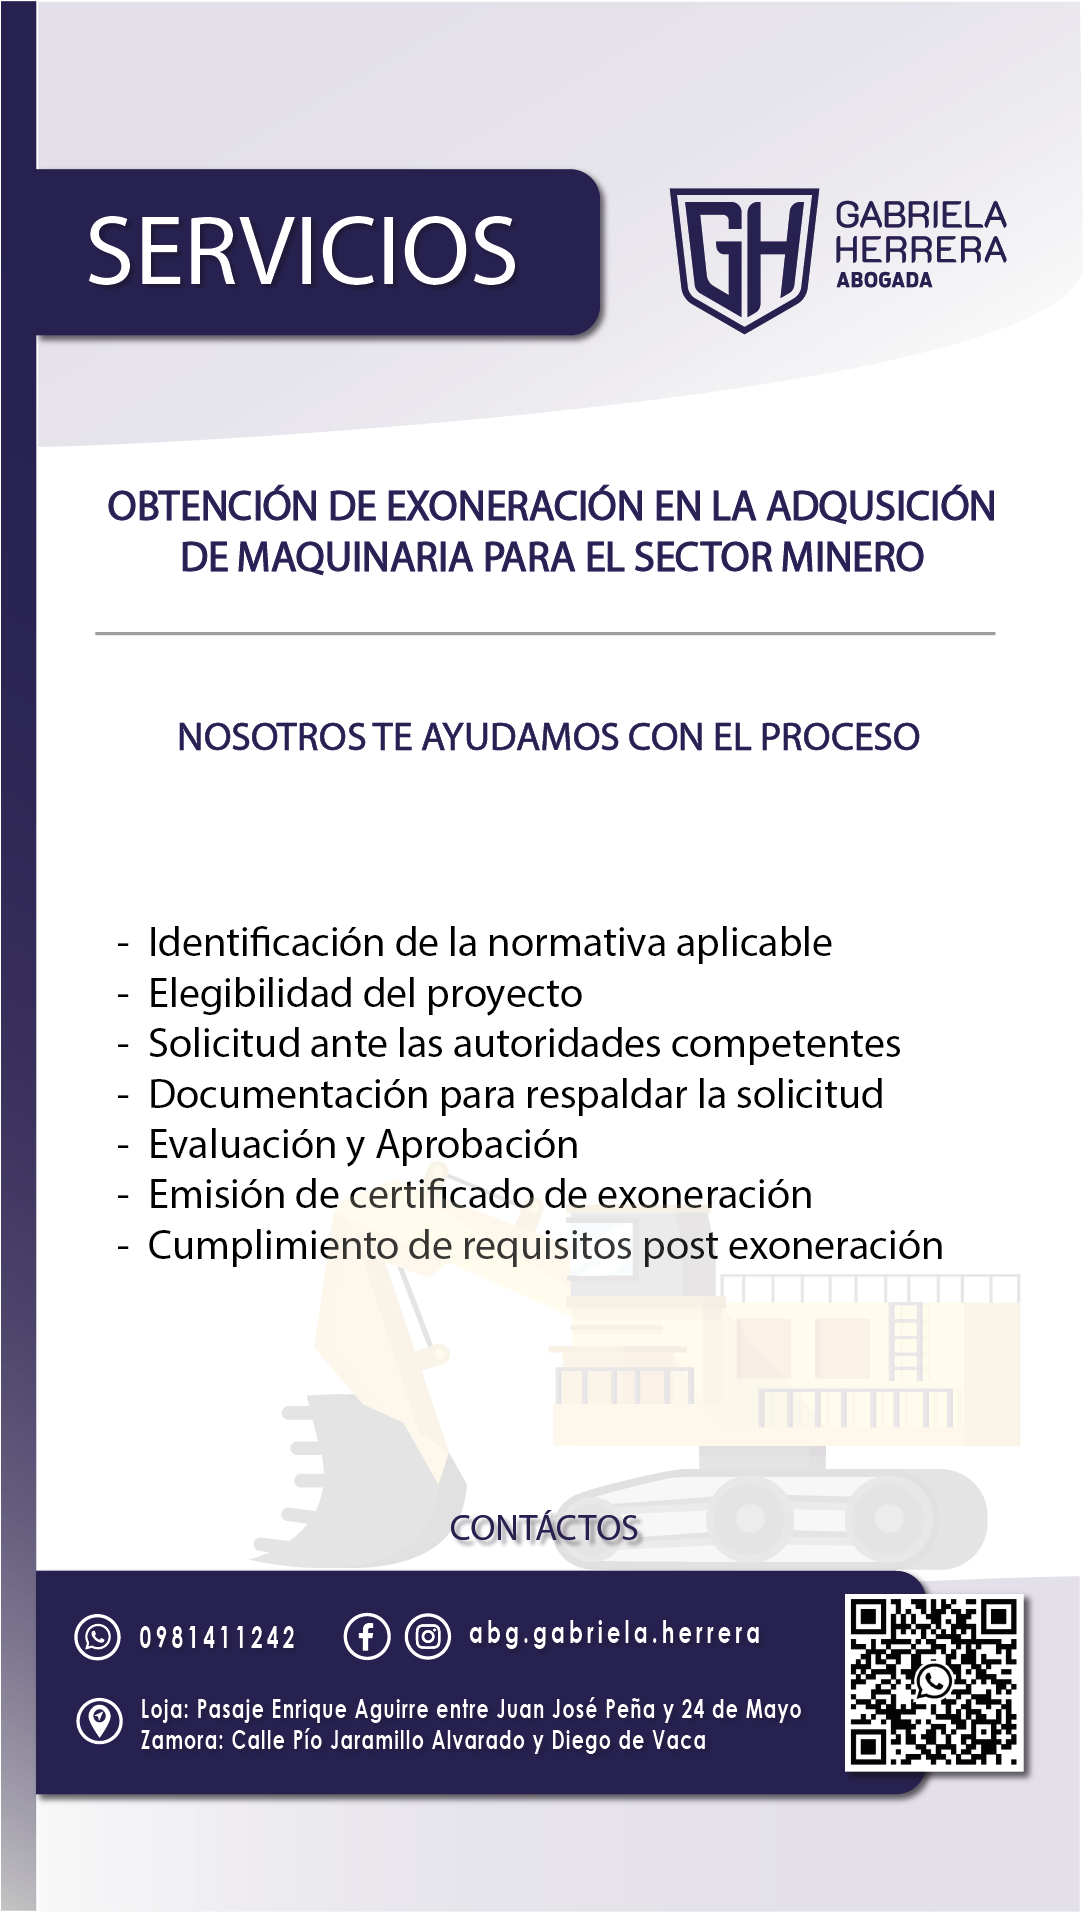 SERVICIOS
GH
GABRIELA
HERRERA
ABOGADA
OBTENCIÓN DE EXONERACIÓN EN LA ADQUSICIÓN
DE MAQUINARIA PARA EL SECTOR MINERO
NOSOTROS TE AYUDAMOS CON EL PROCESO
- Identificación de la normativa aplicable
- Elegibilidad del proyecto
- Solicitud ante las autoridades competentes
- Documentación para respaldar la solicitud
- Evaluación y Aprobación
- Emisión de certificado de exoneración
- Cumplimiento de requisitos post exoneración
CONTÁCTOS
0981411242
abg.gabriela.herrera
Loja: Pasaje Enrique Aguirre entre Juan José Peña y 24 de Mayo
Zamora: Calle Pío Jaramillo Alvarado y Diego de Vaca